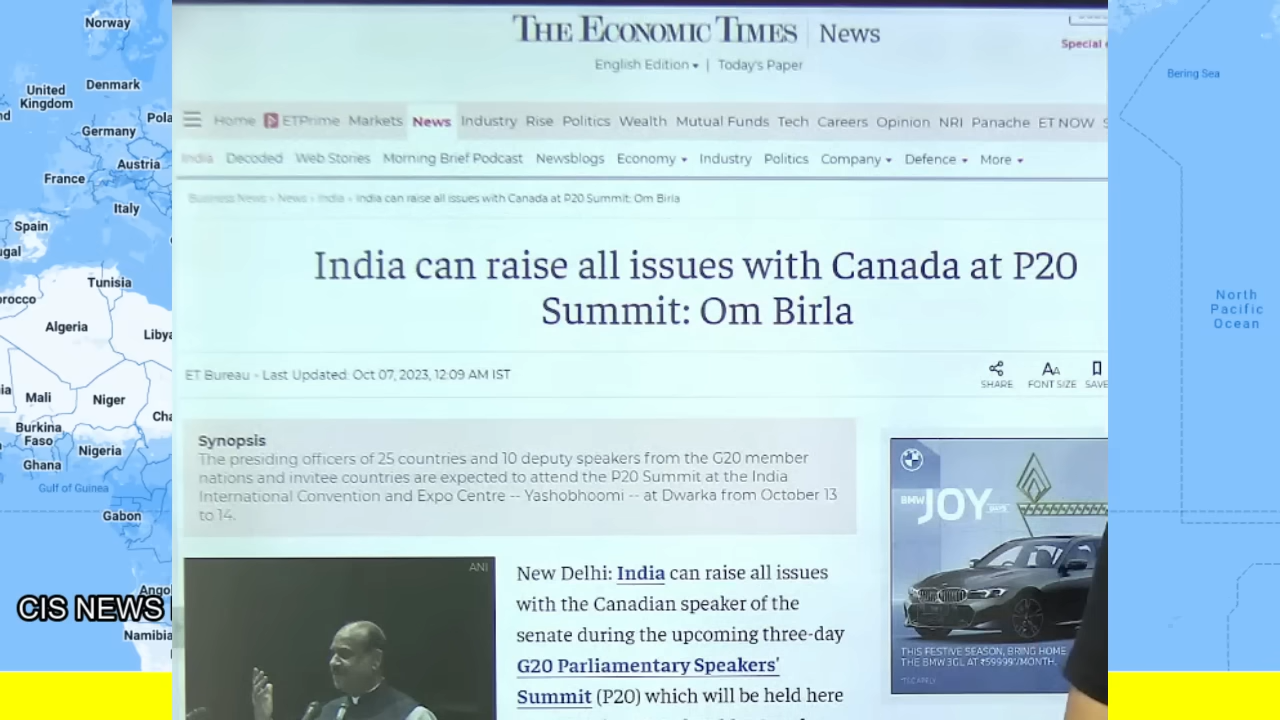 Norway
United
Kingdom
Denmark
Germany
Austria
France
Italy
Spain
Tunisia
Algeria
Mali
Niger
Burkina
Faso
Ghana
Nigeria
Gulf of Guinea
Gabon
Namibia
CIS NEWS
THE ECONOMIC TIMES | News
Special
English Edition | Today's Paper
Home ETPrime Markets News Industry Rise Politics Wealth Mutual Funds Tech Careers Opinion NRI Panache ET NOW
India Decoded Web Stories Morning Brief Podcast Newsblogs Economy Industry Politics Company Defence More
Business News › News › India › India can raise all issues with Canada at P20 Summit: Om Birla
India can raise all issues with Canada at P20
Summit: Om Birla
ET Bureau - Last Updated: Oct 07, 2023, 12:09 AM IST
SHARE FONT SIZE SAVE
Synopsis
The presiding officers of 25 countries and 10 deputy speakers from the G20 member
nations and invitee countries are expected to attend the P20 Summit at the India
International Convention and Expo Centre -- Yashobhoomi -- at Dwarka from October 13
to 14.
ANI
New Delhi: India can raise all issues
with the Canadian speaker of the
senate during the upcoming three-day
G20 Parliamentary Speakers'
Summit (P20) which will be held here
BMW
JOY
THIS FESTIVE SEASON, BRING HOME
THE BMW 3GL AT ₹59999*/MONTH.
Bering Sea
North
Pacific
Ocean